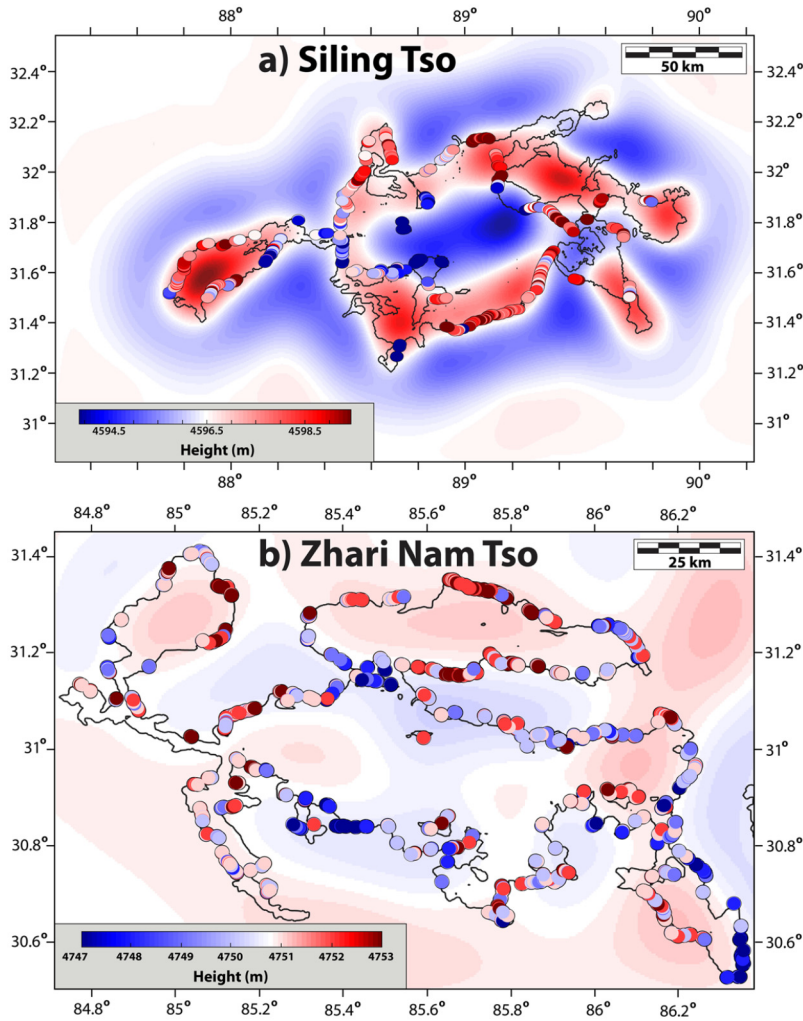 88° 89° 90°
a) Siling Tso
50 km
32.4° 32.4°
32.2° 32.2°
32° 32°
31.8° 31.8°
31.6° 31.6°
31.4° 31.4°
31.2° 31.2°
31° 31°
4594.5 4596.5 4598.5
Height (m)
88° 89° 90°
84.8° 85° 85.2° 85.4° 85.6° 85.8° 86° 86.2°
b) Zhari Nam Tso
25 km
31.4° 31.4°
31.2° 31.2°
31° 31°
30.8° 30.8°
30.6° 30.6°
4747 4748 4749 4750 4751 4752 4753
Height (m)
84.8° 85° 85.2° 85.4° 85.6° 85.8° 86° 86.2°